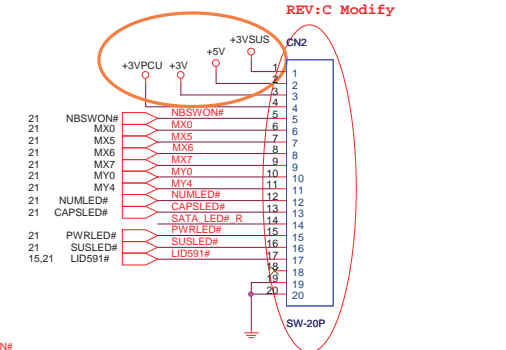 REV:C Modify
CN2
+3VSUS
+5V
+3VPCU +3V
1 1
2 2
3 3
4 4
21 NBSWON# NBSWON# 5 5
21 MX0 MX0 6 6
21 MX5 MX5 7 7
21 MX6 MX6 8 8
21 MX7 MX7 9 9
21 MY0 MY0 10 10
21 MY4 MY4 11 11
21 NUMLED# NUMLED# 12 12
21 CAPSLED# CAPSLED# 13 13
SATA_LED#_R 14 14
21 PWRLED# PWRLED# 15 15
21 SUSLED# SUSLED# 16 16
15,21 LID591# LID591# 17 17
18 18
19 19
20 20
SW-20P
N#